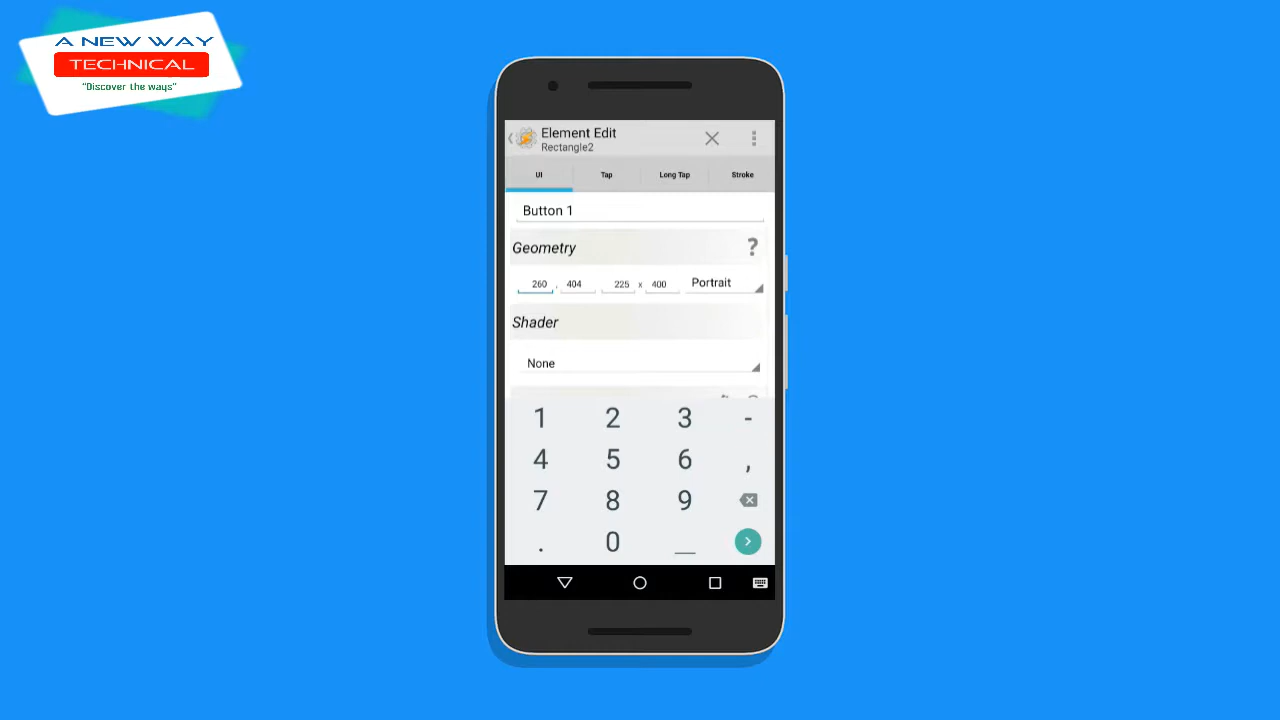 A NEW WAY
TECHNICAL
"Discover the ways"
Element Edit
Rectangle2
UI Tap Long Tap Stroke
Button 1
Geometry ?
260 , 404 225 x 400 Portrait
Shader
None
1 2 3 -
4 5 6 ,
7 8 9
. 0 _